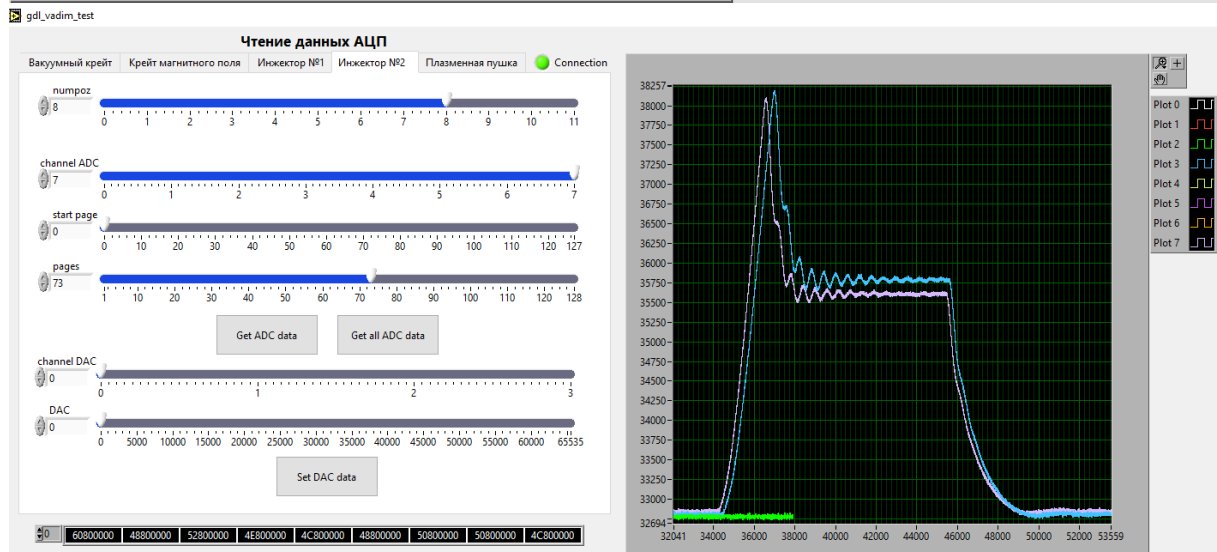 gdl_vadim_test
Чтение данных АЦП
Вакуумный крейт Крейт магнитного поля Инжектор №1 Инжектор №2 Плазменная пушка Connection
numpoz
8
0 1 2 3 4 5 6 7 8 9 10 11
channel ADC
7
0 1 2 3 4 5 6 7
start page
0
0 10 20 30 40 50 60 70 80 90 100 110 120 127
pages
73
1 10 20 30 40 50 60 70 80 90 100 110 120 128
Get ADC data Get all ADC data
channel DAC
0
0 1 2 3
DAC
0
0 5000 10000 15000 20000 25000 30000 35000 40000 45000 50000 55000 60000 65535
Set DAC data
0 60800000 48800000 52800000 4E800000 4C800000 48800000 50800000 50800000 4C800000
38257
38000
37750
37500
37250
37000
36750
36500
36250
36000
35750
35500
35250
35000
34750
34500
34250
34000
33750
33500
33250
33000
32694
32041 34000 36000 38000 40000 42000 44000 46000 48000 50000 52000 53559
Plot 0
Plot 1
Plot 2
Plot 3
Plot 4
Plot 5
Plot 6
Plot 7